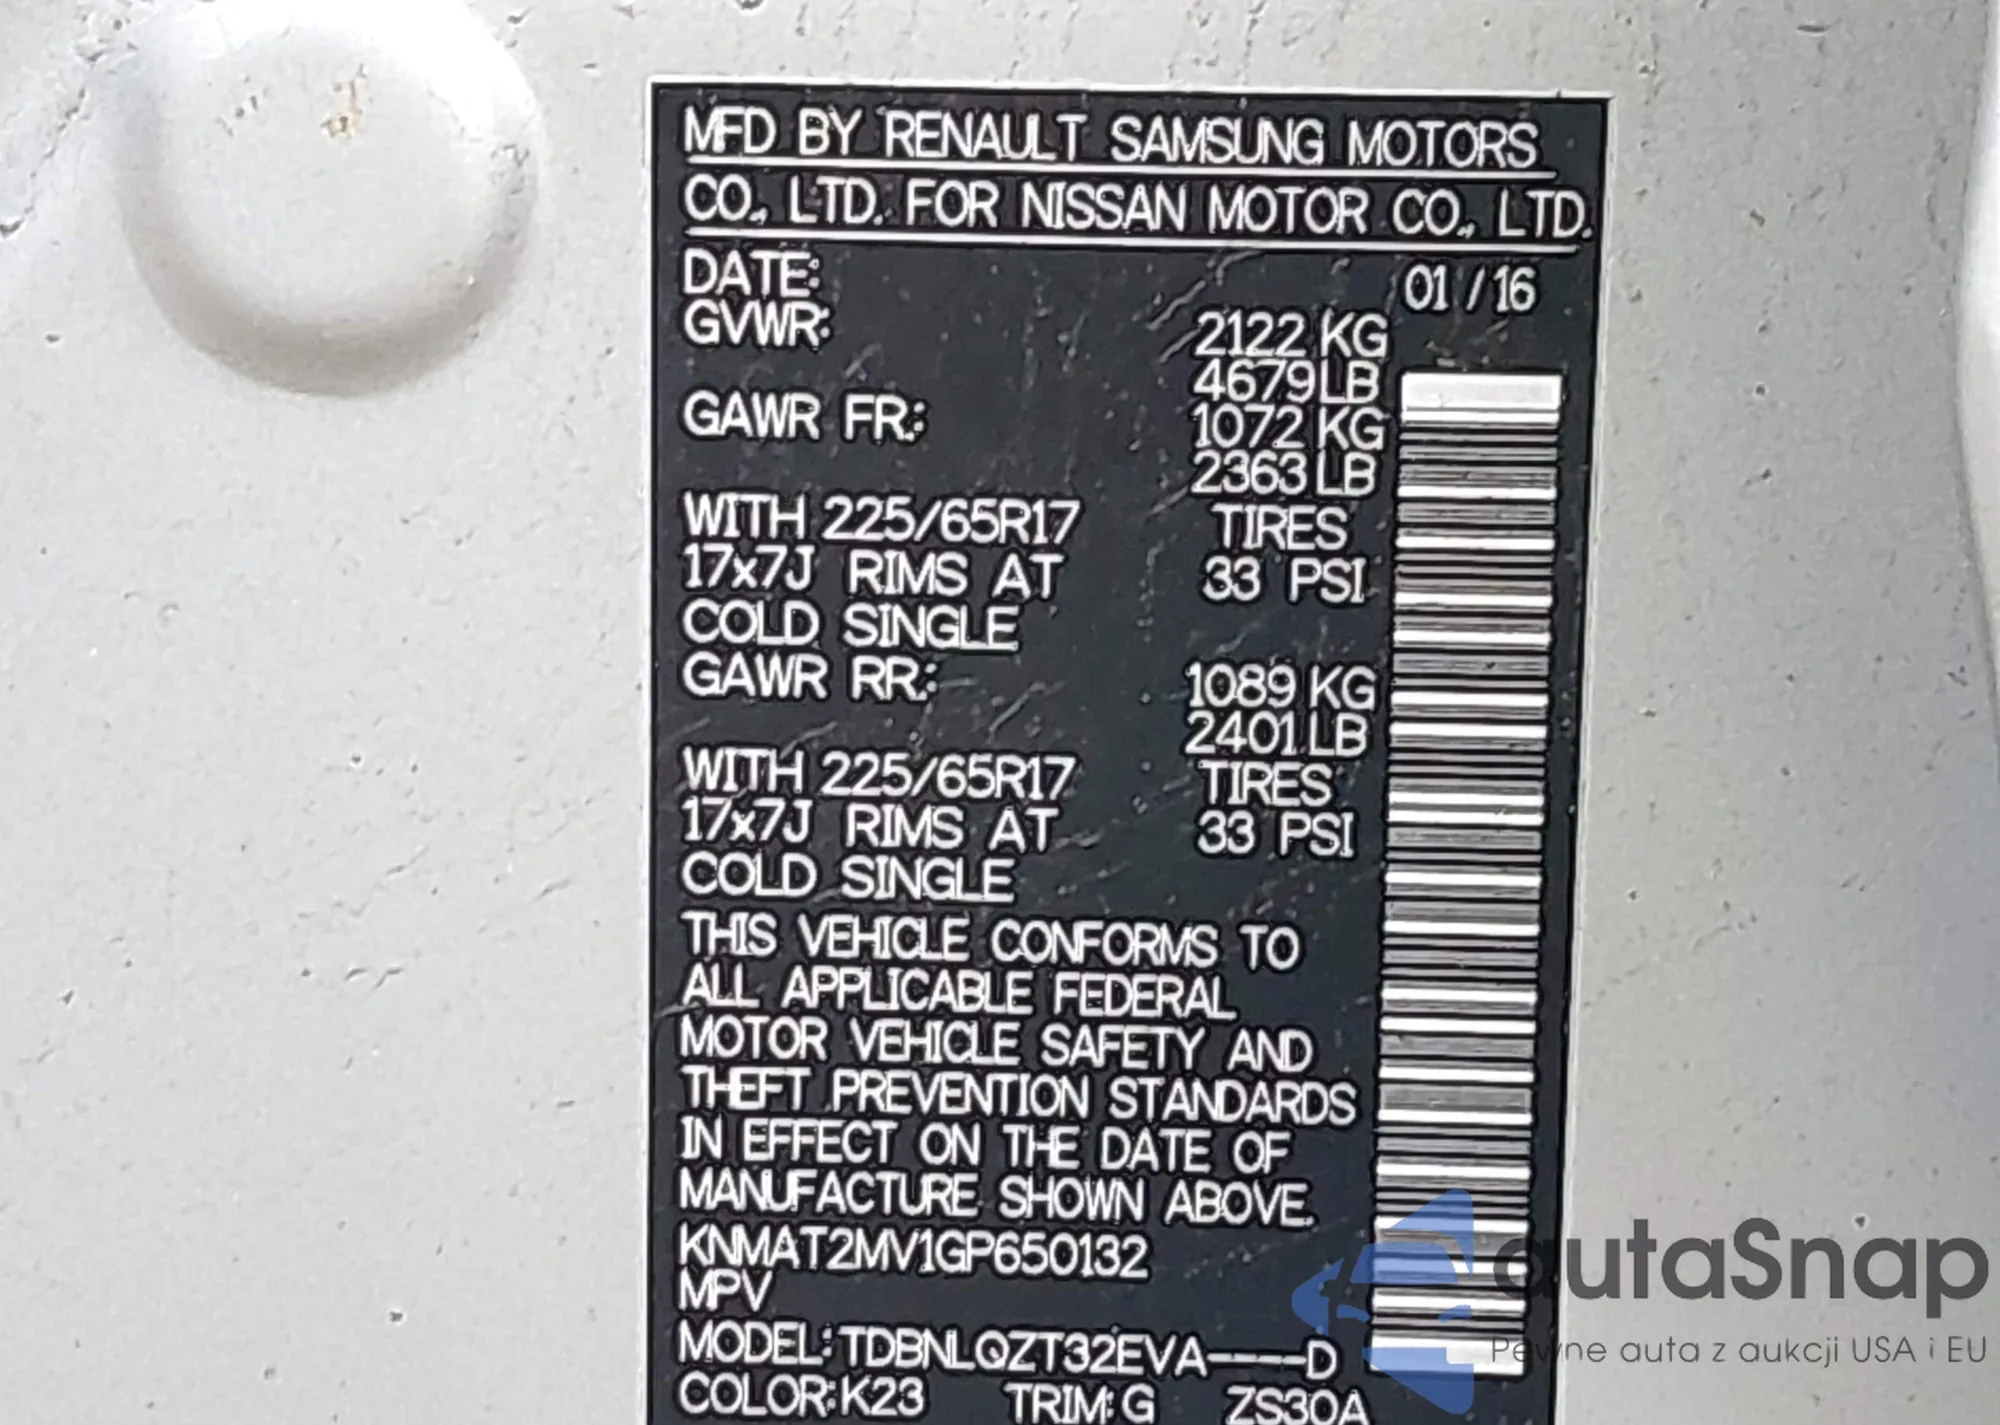 MFD BY RENAULT SAMSUNG MOTORS
CO., LTD. FOR NISSAN MOTOR CO., LTD.
DATE: 01 / 16
GVWR: 2122 KG
4679 LB
GAWR FR.: 1072 KG
2363 LB
WITH 225/65R17 TIRES
17x7J RIMS AT 33 PSI
COLD SINGLE
GAWR RR.: 1089 KG
2401 LB
WITH 225/65R17 TIRES
17x7J RIMS AT 33 PSI
COLD SINGLE
THIS VEHICLE CONFORMS TO
ALL APPLICABLE FEDERAL
MOTOR VEHICLE SAFETY AND
THEFT PREVENTION STANDARDS
IN EFFECT ON THE DATE OF
MANUFACTURE SHOWN ABOVE.
KNMAT2MV1GP650132
MPV
MODEL: TDBNLQZT32EVA----D
COLOR: K23 TRIM: G ZS30A
autaSnap
Pewne auta z aukcji USA i EU